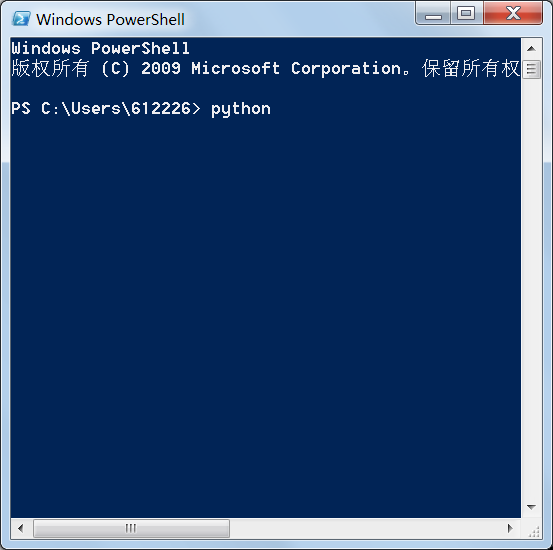 Windows PowerShell
Windows PowerShell
版权所有 (C) 2009 Microsoft Corporation。保留所有权
PS C:\Users\612226> python